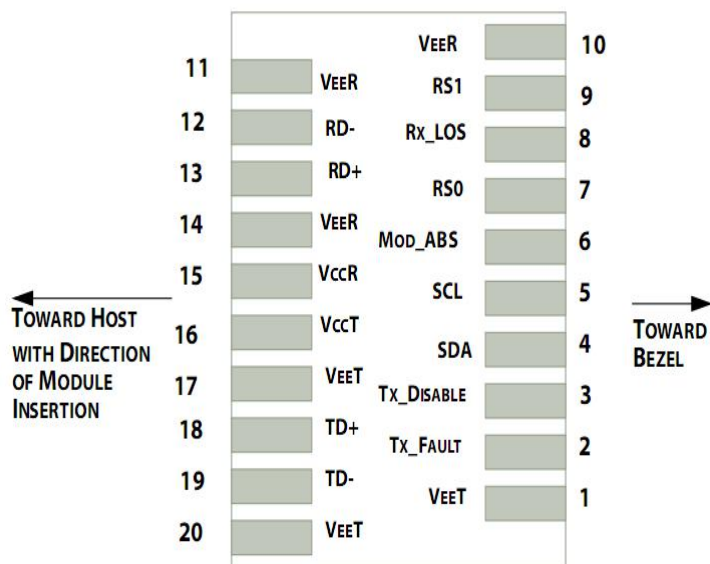 VEER 10
11 VEER
RS1 9
12 RD-
RX_LOS 8
13 RD+
RS0 7
14 VEER
MOD_ABS 6
15 VCCR
SCL 5
TOWARD HOST
WITH DIRECTION
OF MODULE
INSERTION
16 VCCT
TOWARD
BEZEL
SDA 4
17 VEET
TX_DISABLE 3
18 TD+
TX_FAULT 2
19 TD-
VEET 1
20 VEET